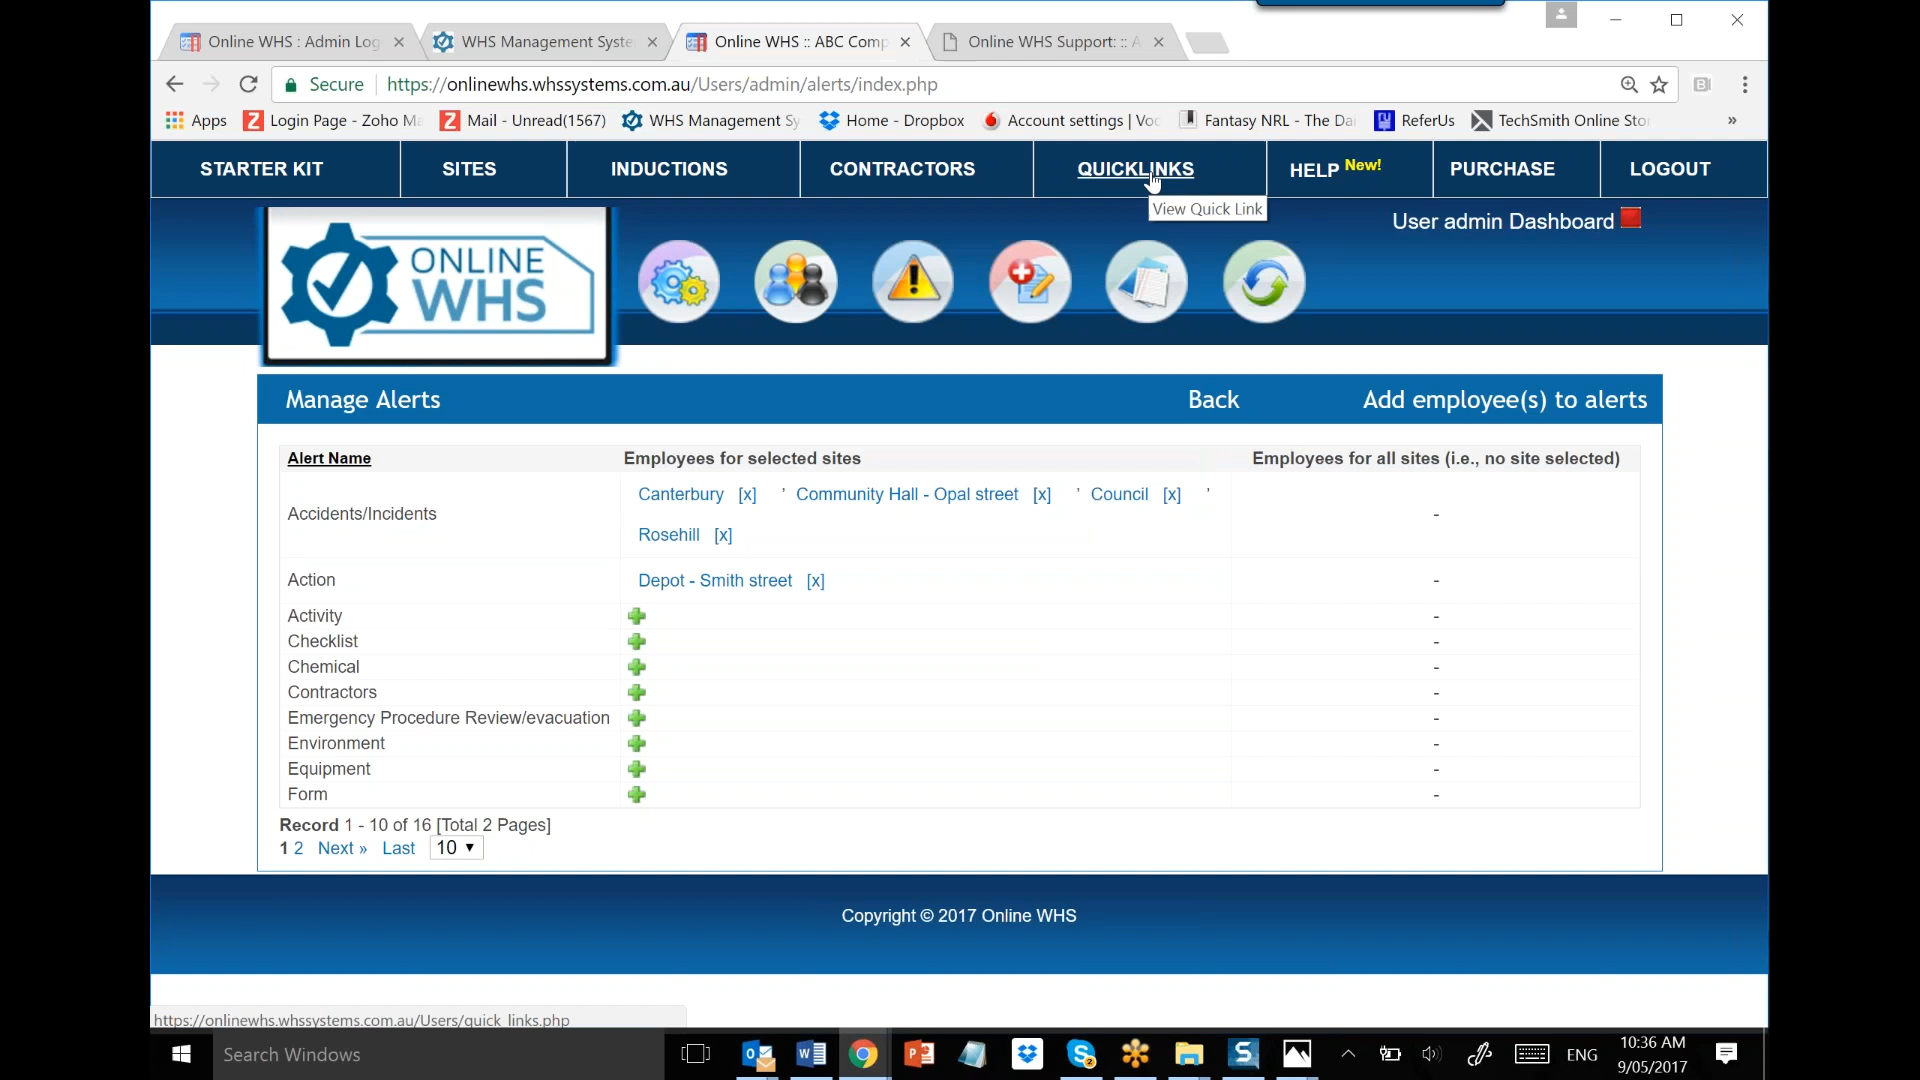 Online WHS : Admin Log
WHS Management Syste
Online WHS :: ABC Comp
Online WHS Support: :: A
Secure
https://onlinewhs.whssystems.com.au/Users/admin/alerts/index.php
Apps
Login Page - Zoho Ma
Mail - Unread(1567)
WHS Management Sy
Home - Dropbox
Account settings | Voc
Fantasy NRL - The Dai
ReferUs
TechSmith Online Stor
»
STARTER KIT
SITES
INDUCTIONS
CONTRACTORS
QUICKLINKS
HELP New!
PURCHASE
LOGOUT
View Quick Link
User admin Dashboard
ONLINE
WHS
Manage Alerts
Back
Add employee(s) to alerts
Alert Name
Employees for selected sites
Employees for all sites (i.e., no site selected)
Accidents/Incidents
Canterbury [x] ' Community Hall - Opal street [x] ' Council [x] '
Rosehill [x]
-
Action
Depot - Smith street [x]
-
Activity
-
Checklist
-
Chemical
-
Contractors
-
Emergency Procedure Review/evacuation
-
Environment
-
Equipment
-
Form
-
Record 1 - 10 of 16 [Total 2 Pages]
1 2 Next » Last 10
Copyright © 2017 Online WHS
https://onlinewhs.whssystems.com.au/Users/quick_links.php
Search Windows
ENG
10:36 AM
9/05/2017